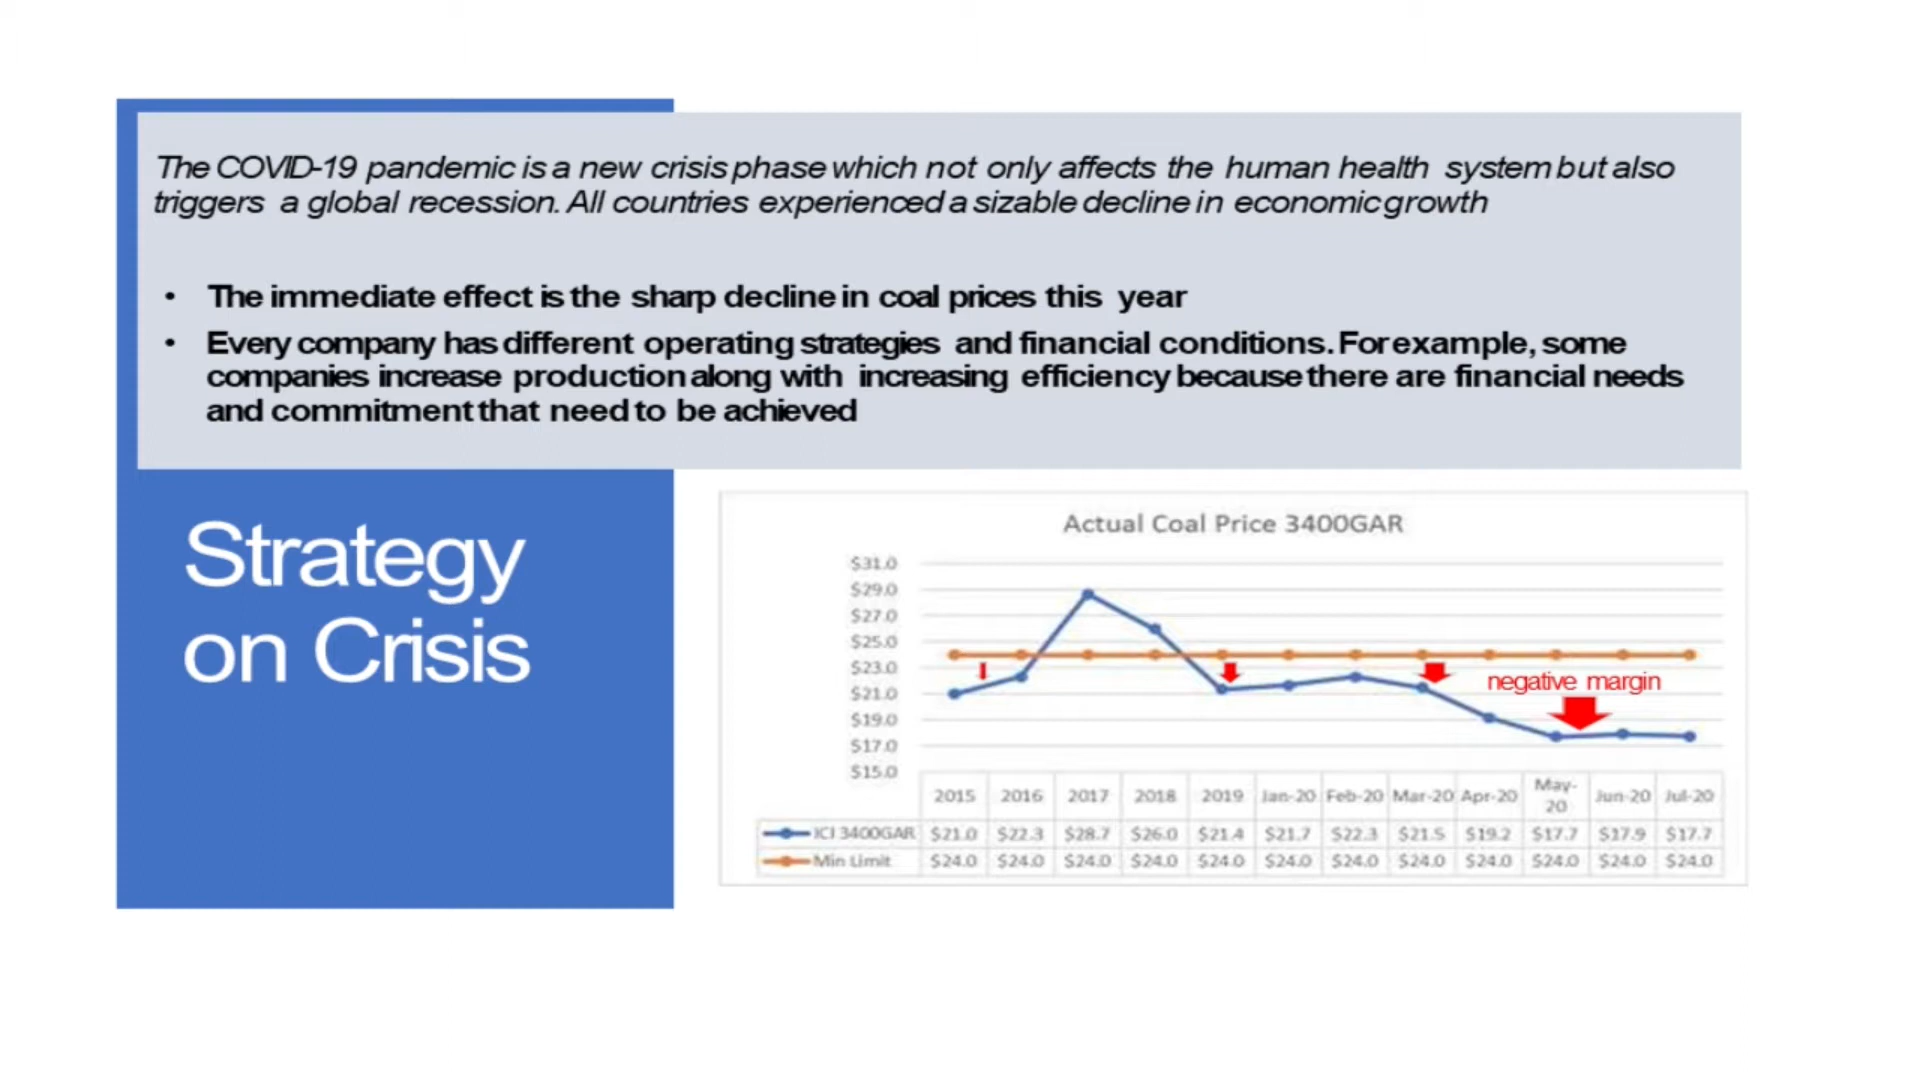 The COVID-19 pandemic is a new crisis phase which not only affects the human health system but also
triggers a global recession. All countries experienced a sizable decline in economic growth
• The immediate effect is the sharp decline in coal prices this year
• Every company has different operating strategies and financial conditions. For example, some
companies increase production along with increasing efficiency because there are financial needs
and commitment that need to be achieved
Strategy
on Crisis
Actual Coal Price 3400GAR
$31.0
$29.0
$27.0
$25.0
$23.0
$21.0
$19.0
$17.0
$15.0
negative margin
2015 2016 2017 2018 2019 Jan-20 Feb-20 Mar-20 Apr-20 May-20 Jun-20 Jul-20
ICI 3400GAR $21.0 $22.3 $28.7 $26.0 $21.4 $21.7 $22.3 $21.5 $19.2 $17.7 $17.9 $17.7
Min Limit $24.0 $24.0 $24.0 $24.0 $24.0 $24.0 $24.0 $24.0 $24.0 $24.0 $24.0 $24.0